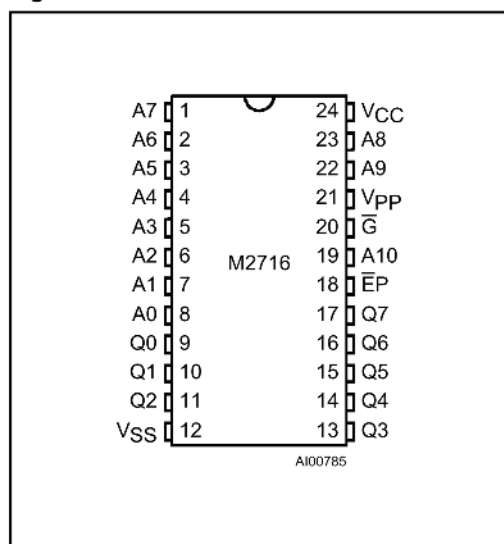 A7 1 24 VCC
A6 2 23 A8
A5 3 22 A9
A4 4 21 VPP
A3 5 20 G̅
A2 6 19 A10
A1 7 M2716 18 E̅P
A0 8 17 Q7
Q0 9 16 Q6
Q1 10 15 Q5
Q2 11 14 Q4
VSS 12 13 Q3
AI00785